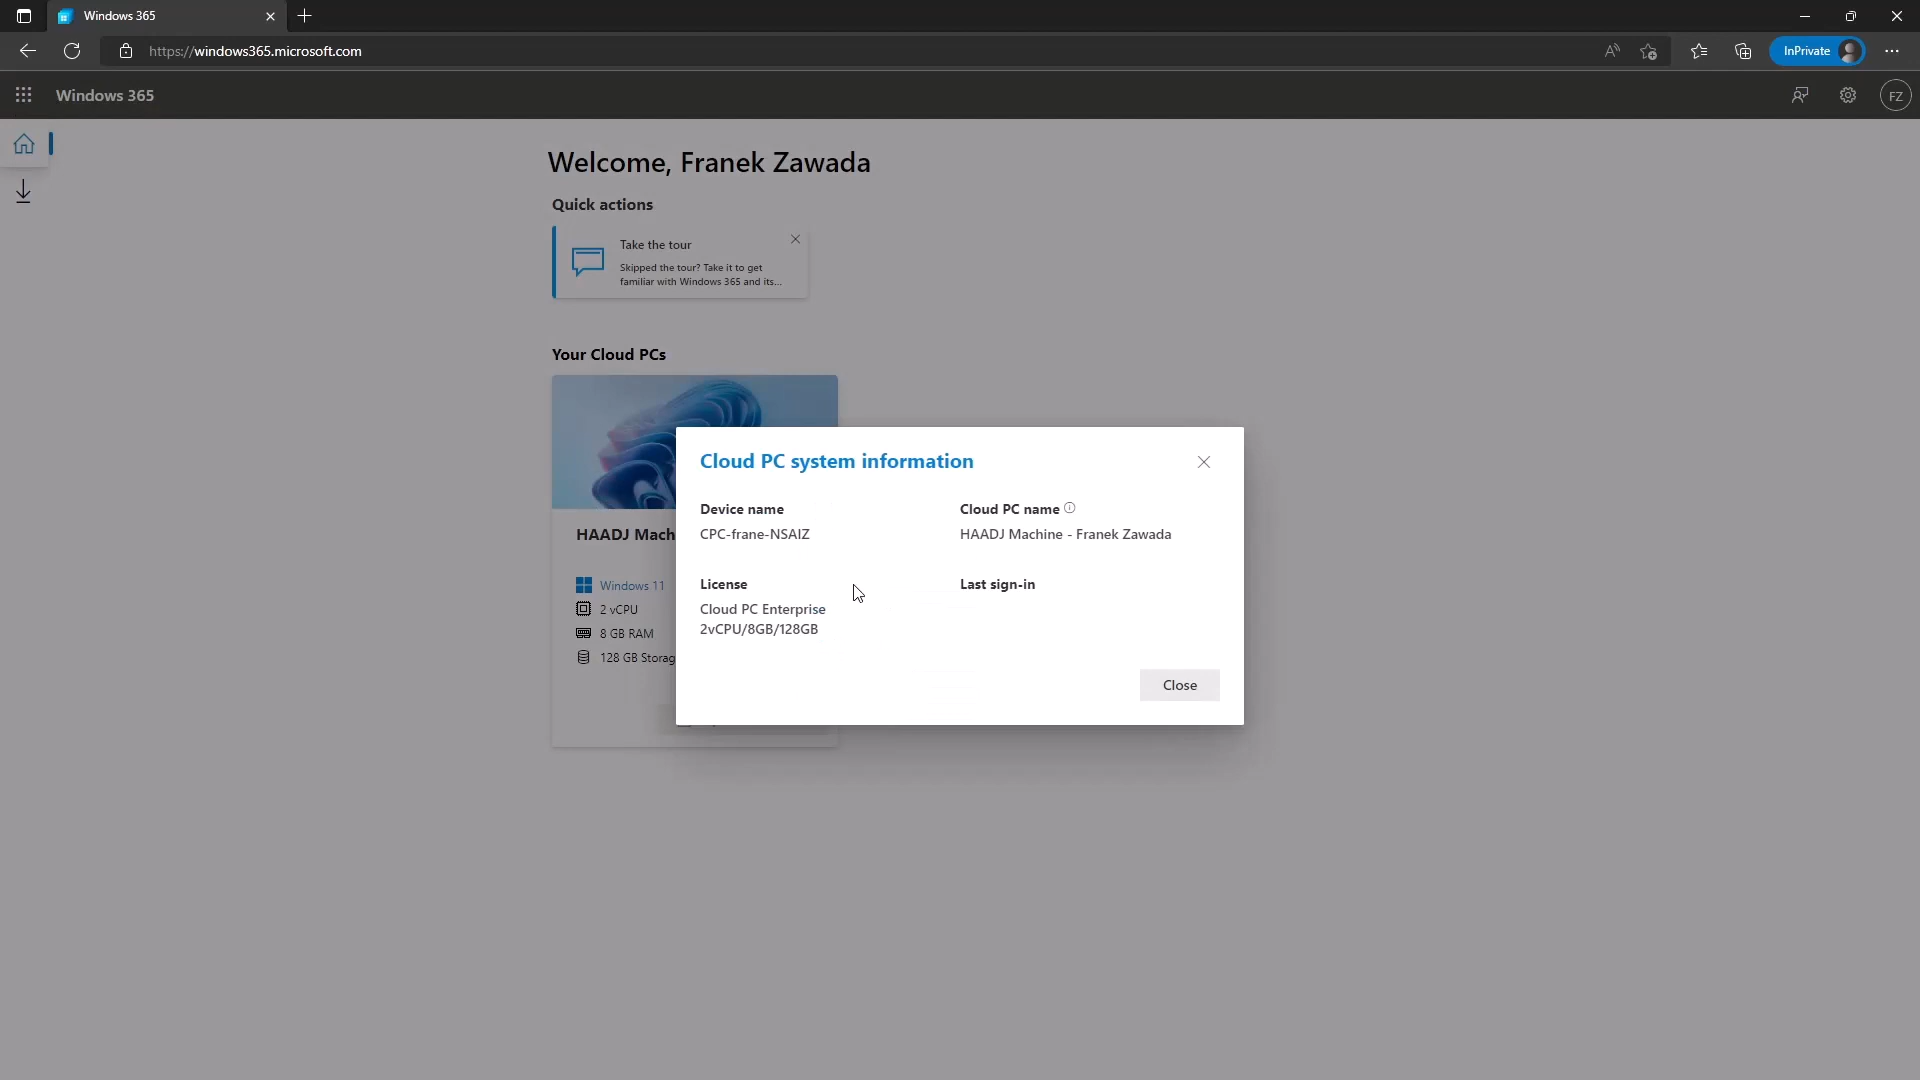 Windows 365
https://windows365.microsoft.com
InPrivate
Windows 365
FZ
Welcome, Franek Zawada
Quick actions
Take the tour
Skipped the tour? Take it to get
familiar with Windows 365 and its...
Your Cloud PCs
HAADJ Mach
Windows 11
2 vCPU
8 GB RAM
128 GB Storag
Cloud PC system information
Device name
CPC-frane-NSAIZ
Cloud PC name
HAADJ Machine - Franek Zawada
License
Cloud PC Enterprise
2vCPU/8GB/128GB
Last sign-in
Close